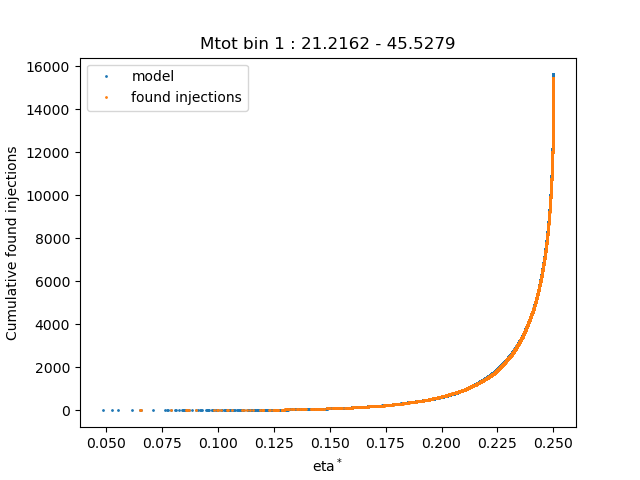 Mtot bin 1 : 21.2162 - 45.5279
model
found injections
Cumulative found injections
16000
14000
12000
10000
8000
6000
4000
2000
0
0.050 0.075 0.100 0.125 0.150 0.175 0.200 0.225 0.250
eta*